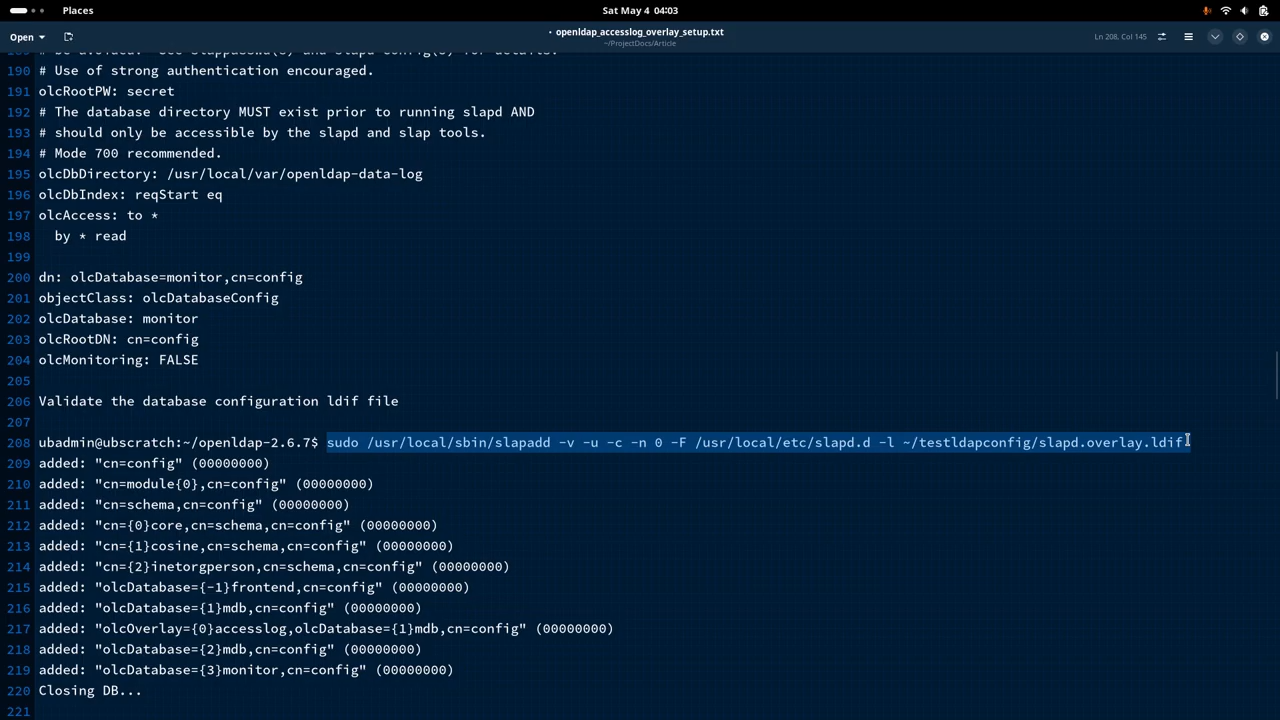 Places
Sat May 4 04:03
Open
• openldap_accesslog_overlay_setup.txt
~/ProjectDocs/Article
Ln 208, Col 145
190 # Use of strong authentication encouraged.
191 olcRootPW: secret
192 # The database directory MUST exist prior to running slapd AND
193 # should only be accessible by the slapd and slap tools.
194 # Mode 700 recommended.
195 olcDbDirectory: /usr/local/var/openldap-data-log
196 olcDbIndex: reqStart eq
197 olcAccess: to *
198 by * read
199
200 dn: olcDatabase=monitor,cn=config
201 objectClass: olcDatabaseConfig
202 olcDatabase: monitor
203 olcRootDN: cn=config
204 olcMonitoring: FALSE
205
206 Validate the database configuration ldif file
207
208 ubadmin@ubscratch:~/openldap-2.6.7$ sudo /usr/local/sbin/slapadd -v -u -c -n 0 -F /usr/local/etc/slapd.d -l ~/testldapconfig/slapd.overlay.ldif
209 added: "cn=config" (00000000)
210 added: "cn=module{0},cn=config" (00000000)
211 added: "cn=schema,cn=config" (00000000)
212 added: "cn={0}core,cn=schema,cn=config" (00000000)
213 added: "cn={1}cosine,cn=schema,cn=config" (00000000)
214 added: "cn={2}inetorgperson,cn=schema,cn=config" (00000000)
215 added: "olcDatabase={-1}frontend,cn=config" (00000000)
216 added: "olcDatabase={1}mdb,cn=config" (00000000)
217 added: "olcOverlay={0}accesslog,olcDatabase={1}mdb,cn=config" (00000000)
218 added: "olcDatabase={2}mdb,cn=config" (00000000)
219 added: "olcDatabase={3}monitor,cn=config" (00000000)
220 Closing DB...
221